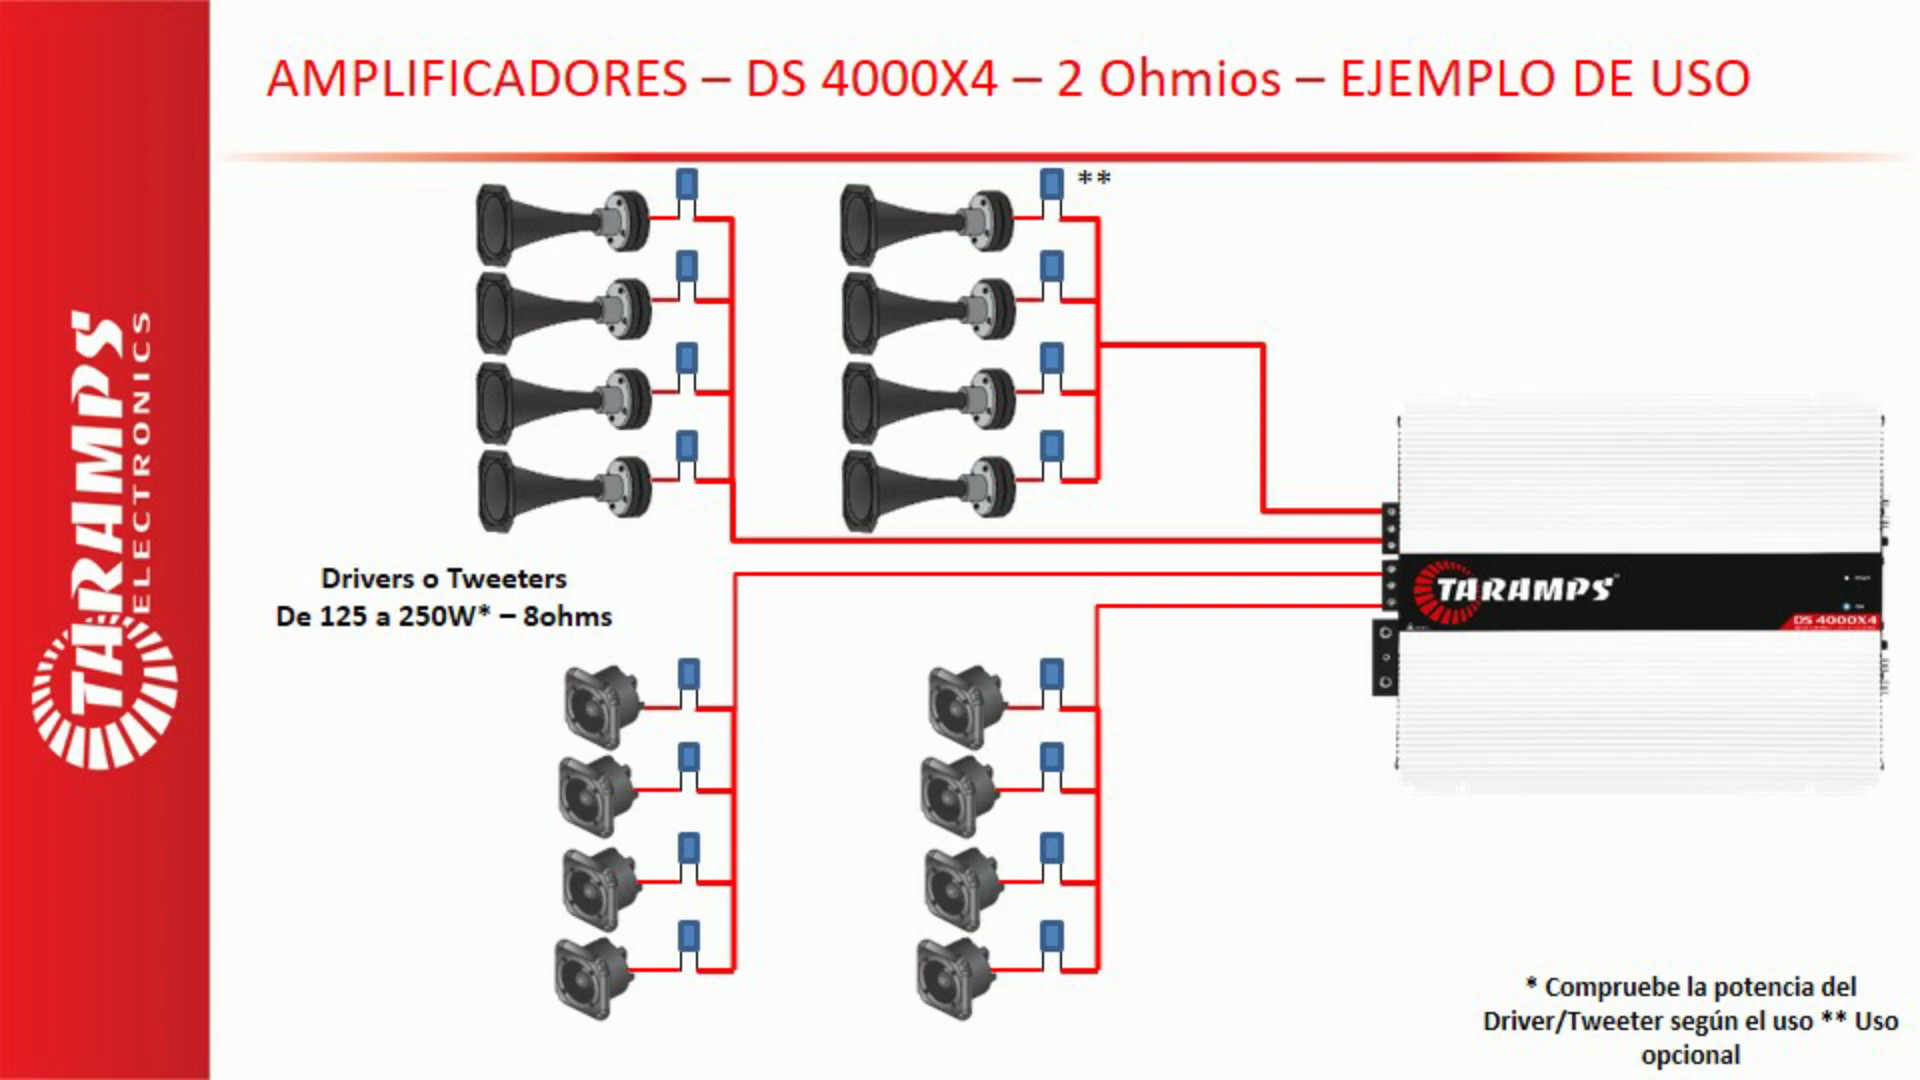 AMPLIFICADORES – DS 4000X4 – 2 Ohmios – EJEMPLO DE USO
**
TARAMPS
ELECTRONICS
TARAMPS
Drivers o Tweeters
De 125 a 250W* – 8ohms
TARAMPS
DS 4000X4
* Compruebe la potencia del
Driver/Tweeter según el uso ** Uso
opcional